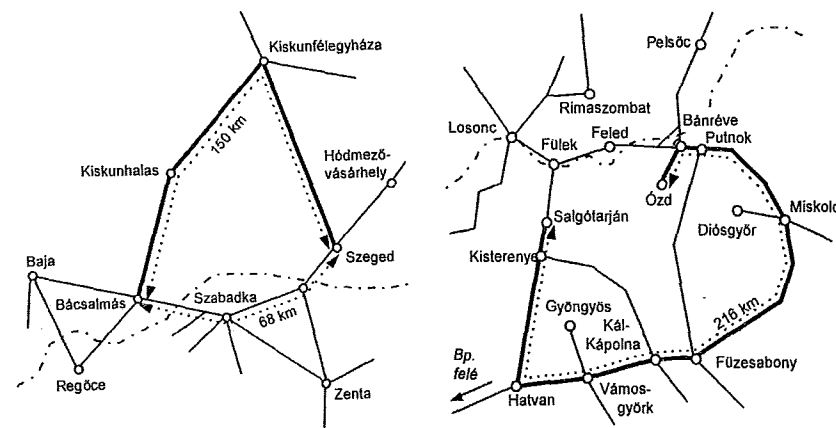 Kiskunfélegyháza
150 km
Kiskunhalas
Hódmező-
vásárhely
Szeged
Baja
Bácsalmás
Szabadka
68 km
Regőce
Zenta
Pelsőc
Rimaszombat
Losonc
Bánréve
Feled
Putnok
Fülek
Ózd
Miskolc
Salgótarján
Diósgyőr
Kisterenye
Gyöngyös
Kál-
Kápolna
216 km
Bp.
felé
Füzesabony
Hatvan
Vámos-
györk